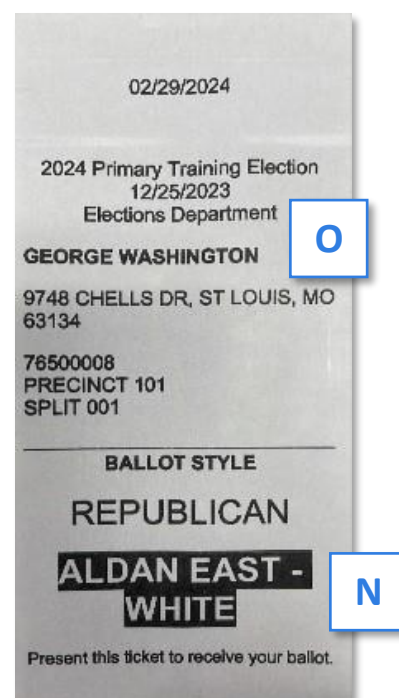 02/29/2024
2024 Primary Training Election
12/25/2023
Elections Department
O
GEORGE WASHINGTON
9748 CHELLS DR, ST LOUIS, MO
63134
76500008
PRECINCT 101
SPLIT 001
BALLOT STYLE
REPUBLICAN
ALDAN EAST -
WHITE
N
Present this ticket to receive your ballot.